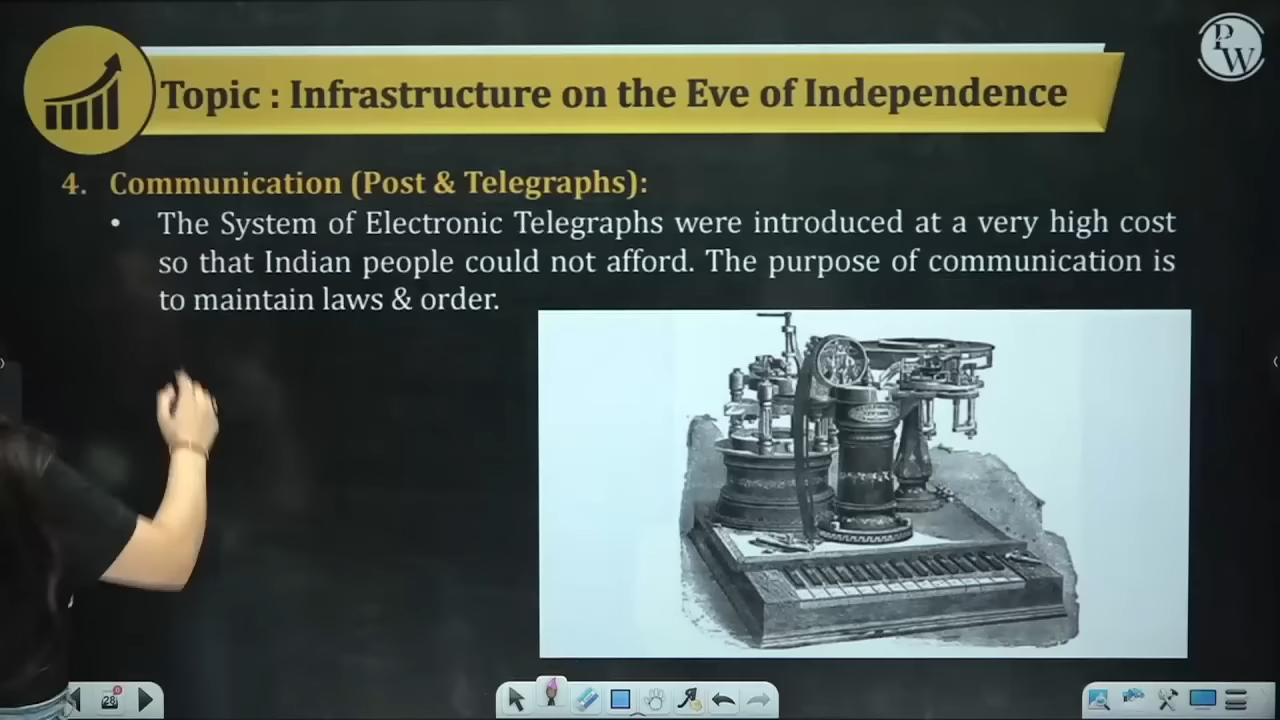 Topic : Infrastructure on the Eve of Independence
PW
4. Communication (Post & Telegraphs):
• The System of Electronic Telegraphs were introduced at a very high cost
so that Indian people could not afford. The purpose of communication is
to maintain laws & order.
28